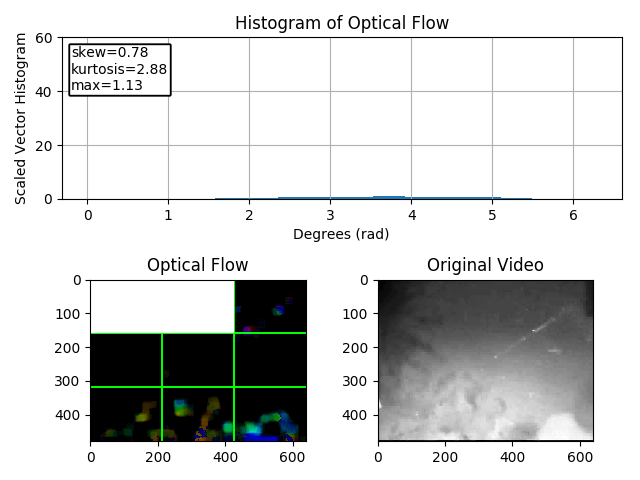 Histogram of Optical Flow
skew=0.78
kurtosis=2.88
max=1.13
Scaled Vector Histogram
60
40
20
0
0 1 2 3 4 5 6
Degrees (rad)
Optical Flow
0
100
200
300
400
0 200 400 600
Original Video
0
100
200
300
400
0 200 400 600